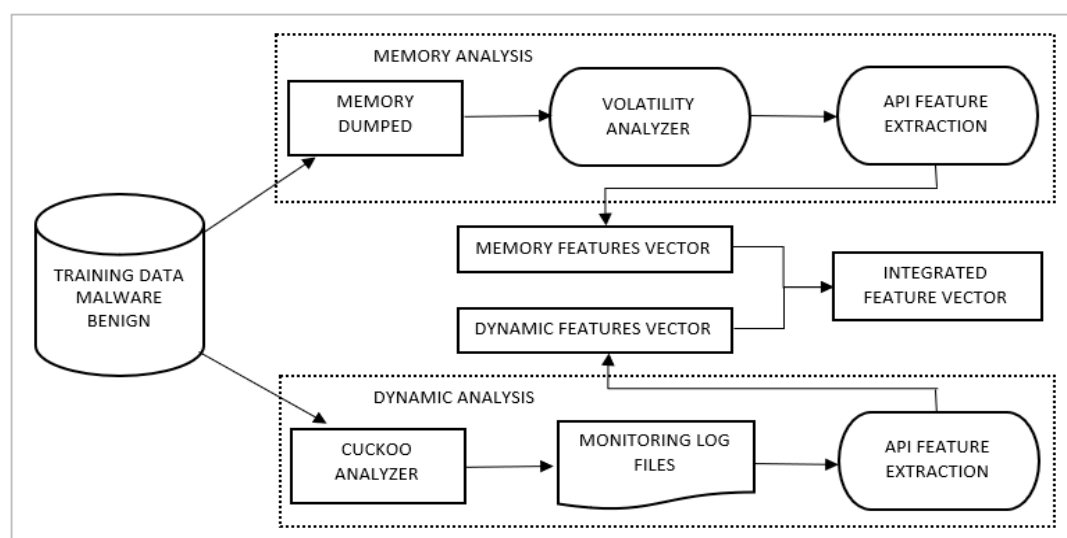 MEMORY ANALYSIS
MEMORY
DUMPED
VOLATILITY
ANALYZER
API FEATURE
EXTRACTION
TRAINING DATA
MALWARE
BENIGN
MEMORY FEATURES VECTOR
INTEGRATED
FEATURE VECTOR
DYNAMIC FEATURES VECTOR
DYNAMIC ANALYSIS
CUCKOO
ANALYZER
MONITORING LOG
FILES
API FEATURE
EXTRACTION